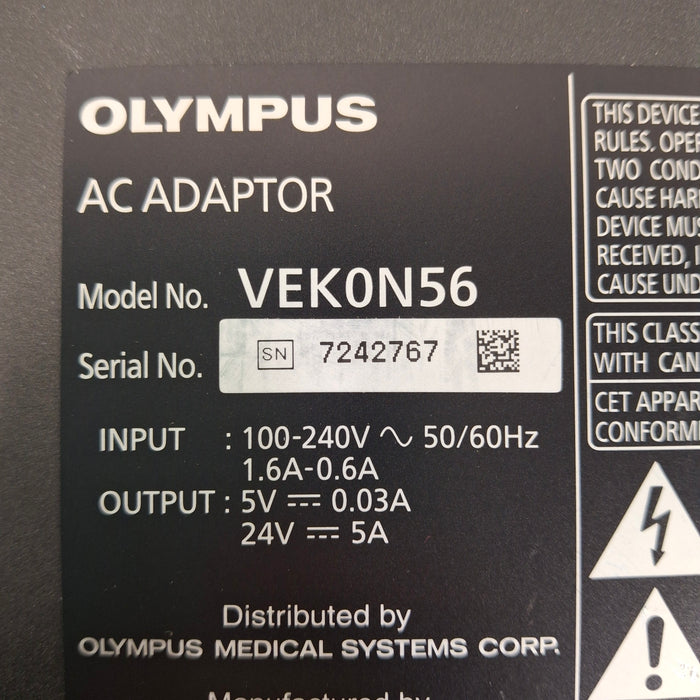 OLYMPUS
AC ADAPTOR
Model No. VEK0N56
Serial No. SN 7242767
INPUT : 100-240V ∿ 50/60Hz
1.6A-0.6A
OUTPUT : 5V ⎓ 0.03A
24V ⎓ 5A
Distributed by
OLYMPUS MEDICAL SYSTEMS CORP.
Manufactured by
THIS DEVICE
RULES. OPER
TWO COND
CAUSE HAR
DEVICE MUS
RECEIVED, I
CAUSE UND
THIS CLASS
WITH CAN
CET APPAR
CONFORM